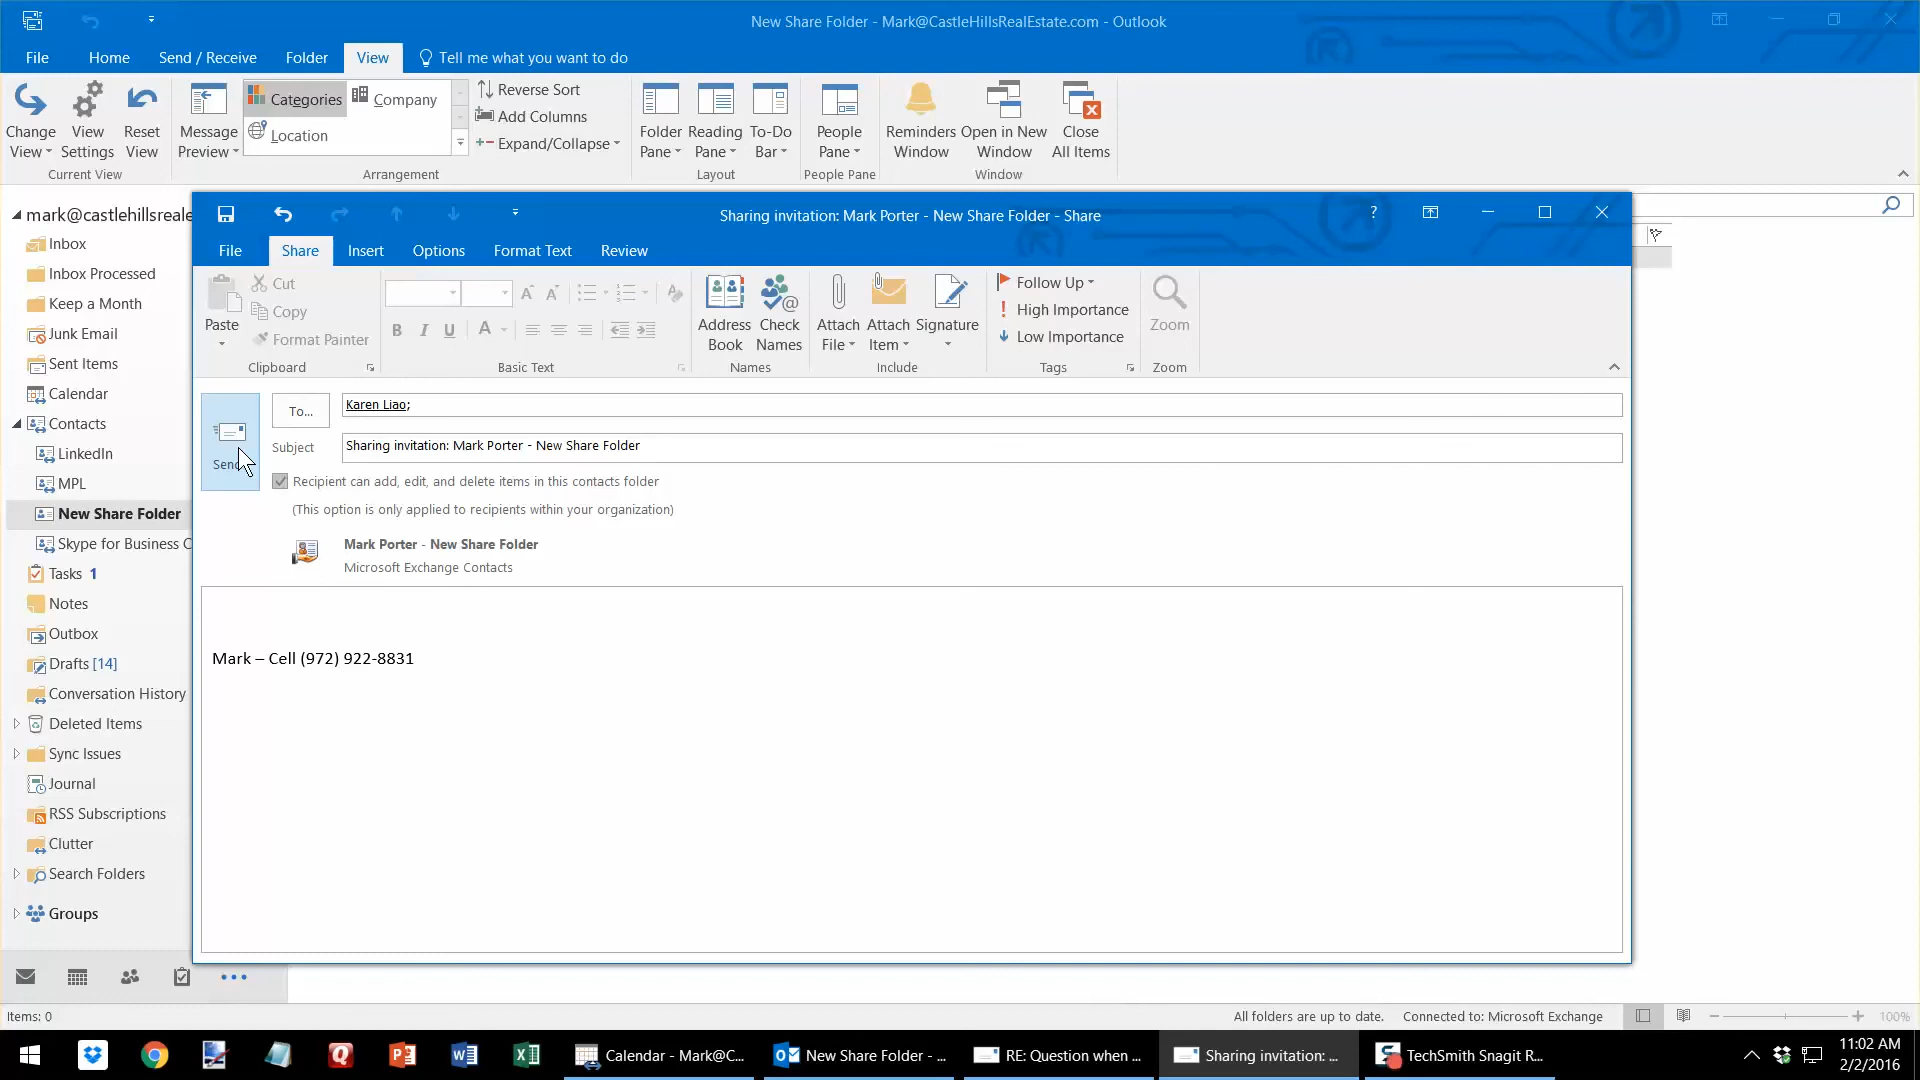 New Share Folder - Mark@CastleHillsRealEstate.com - Outlook
File Home Send / Receive Folder View Tell me what you want to do
Change View
View Settings
Reset View
Current View
Message Preview
Categories
Company
Location
Arrangement
Reverse Sort
Add Columns
Expand/Collapse
Folder Pane
Reading Pane
To-Do Bar
Layout
People Pane
People Pane
Reminders Window
Open in New Window
Close All Items
Window
mark@castlehillsreale
Inbox
Inbox Processed
Keep a Month
Junk Email
Sent Items
Calendar
Contacts
LinkedIn
MPL
New Share Folder
Skype for Business C
Tasks 1
Notes
Outbox
Drafts [14]
Conversation History
Deleted Items
Sync Issues
Journal
RSS Subscriptions
Clutter
Search Folders
Groups
Sharing invitation: Mark Porter - New Share Folder - Share
?
File Share Insert Options Format Text Review
Paste
Cut
Copy
Format Painter
Clipboard
A A
B I U A
Basic Text
Address Book
Check Names
Names
Attach File
Attach Item
Signature
Include
Follow Up
High Importance
Low Importance
Tags
Zoom
Zoom
Send
To...
Karen Liao;
Subject
Sharing invitation: Mark Porter - New Share Folder
Recipient can add, edit, and delete items in this contacts folder
(This option is only applied to recipients within your organization)
Mark Porter - New Share Folder
Microsoft Exchange Contacts
Mark – Cell (972) 922-8831
Items: 0
All folders are up to date. Connected to: Microsoft Exchange
100%
Calendar - Mark@C...
New Share Folder - ...
RE: Question when ...
Sharing invitation: ...
TechSmith Snagit R...
11:02 AM
2/2/2016